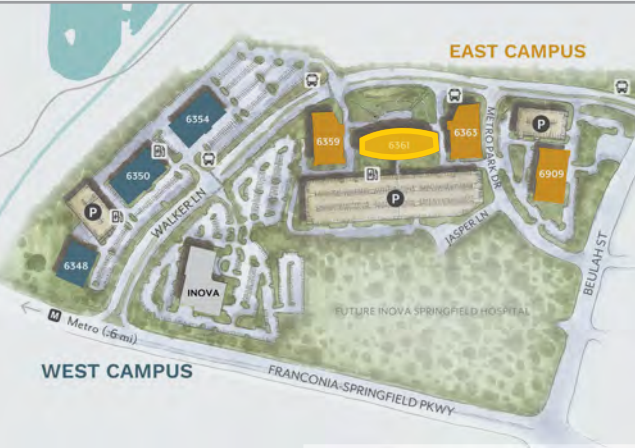 EAST CAMPUS
6354
6359
6361
6363
METRO PARK DR
P
6350
6909
P
P
WALKER LN
JASPER LN
BEULAH ST
6348
INOVA
FUTURE INOVA SPRINGFIELD HOSPITAL
M Metro (.6 mi)
WEST CAMPUS
FRANCONIA-SPRINGFIELD PKWY